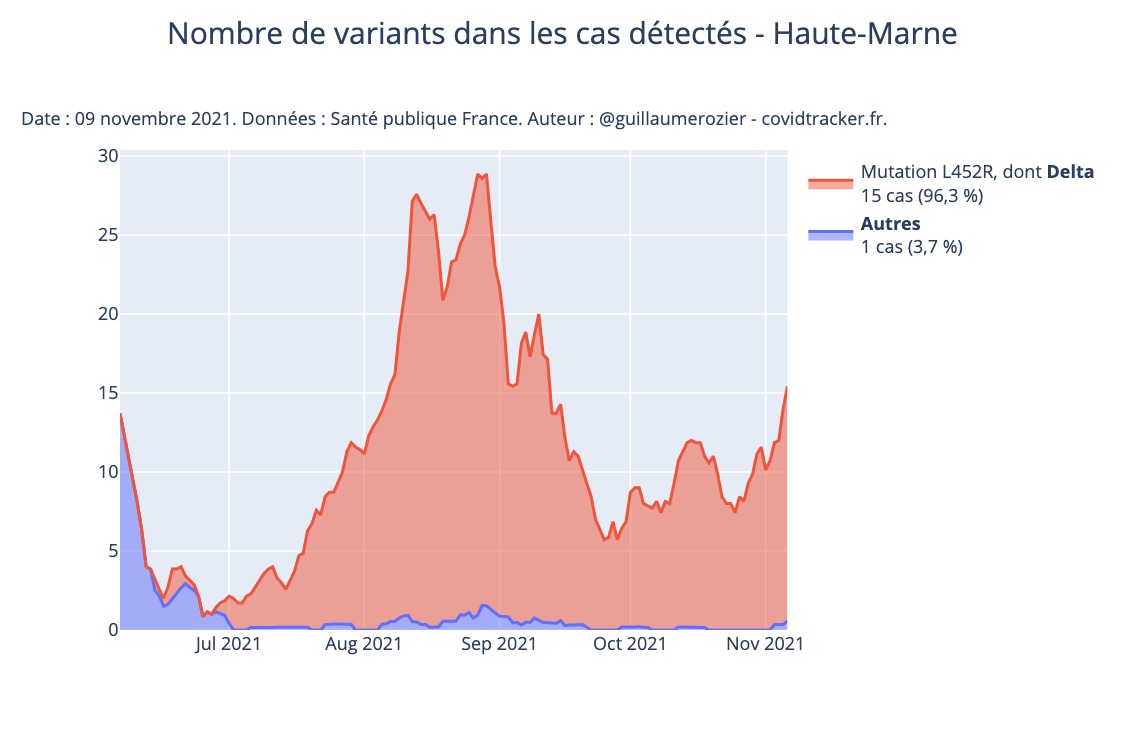 Nombre de variants dans les cas détectés - Haute-Marne
Date : 09 novembre 2021. Données : Santé publique France. Auteur : @guillaumerozier - covidtracker.fr.
30
25
20
15
10
5
0
Jul 2021
Aug 2021
Sep 2021
Oct 2021
Nov 2021
Mutation L452R, dont Delta
15 cas (96,3 %)
Autres
1 cas (3,7 %)